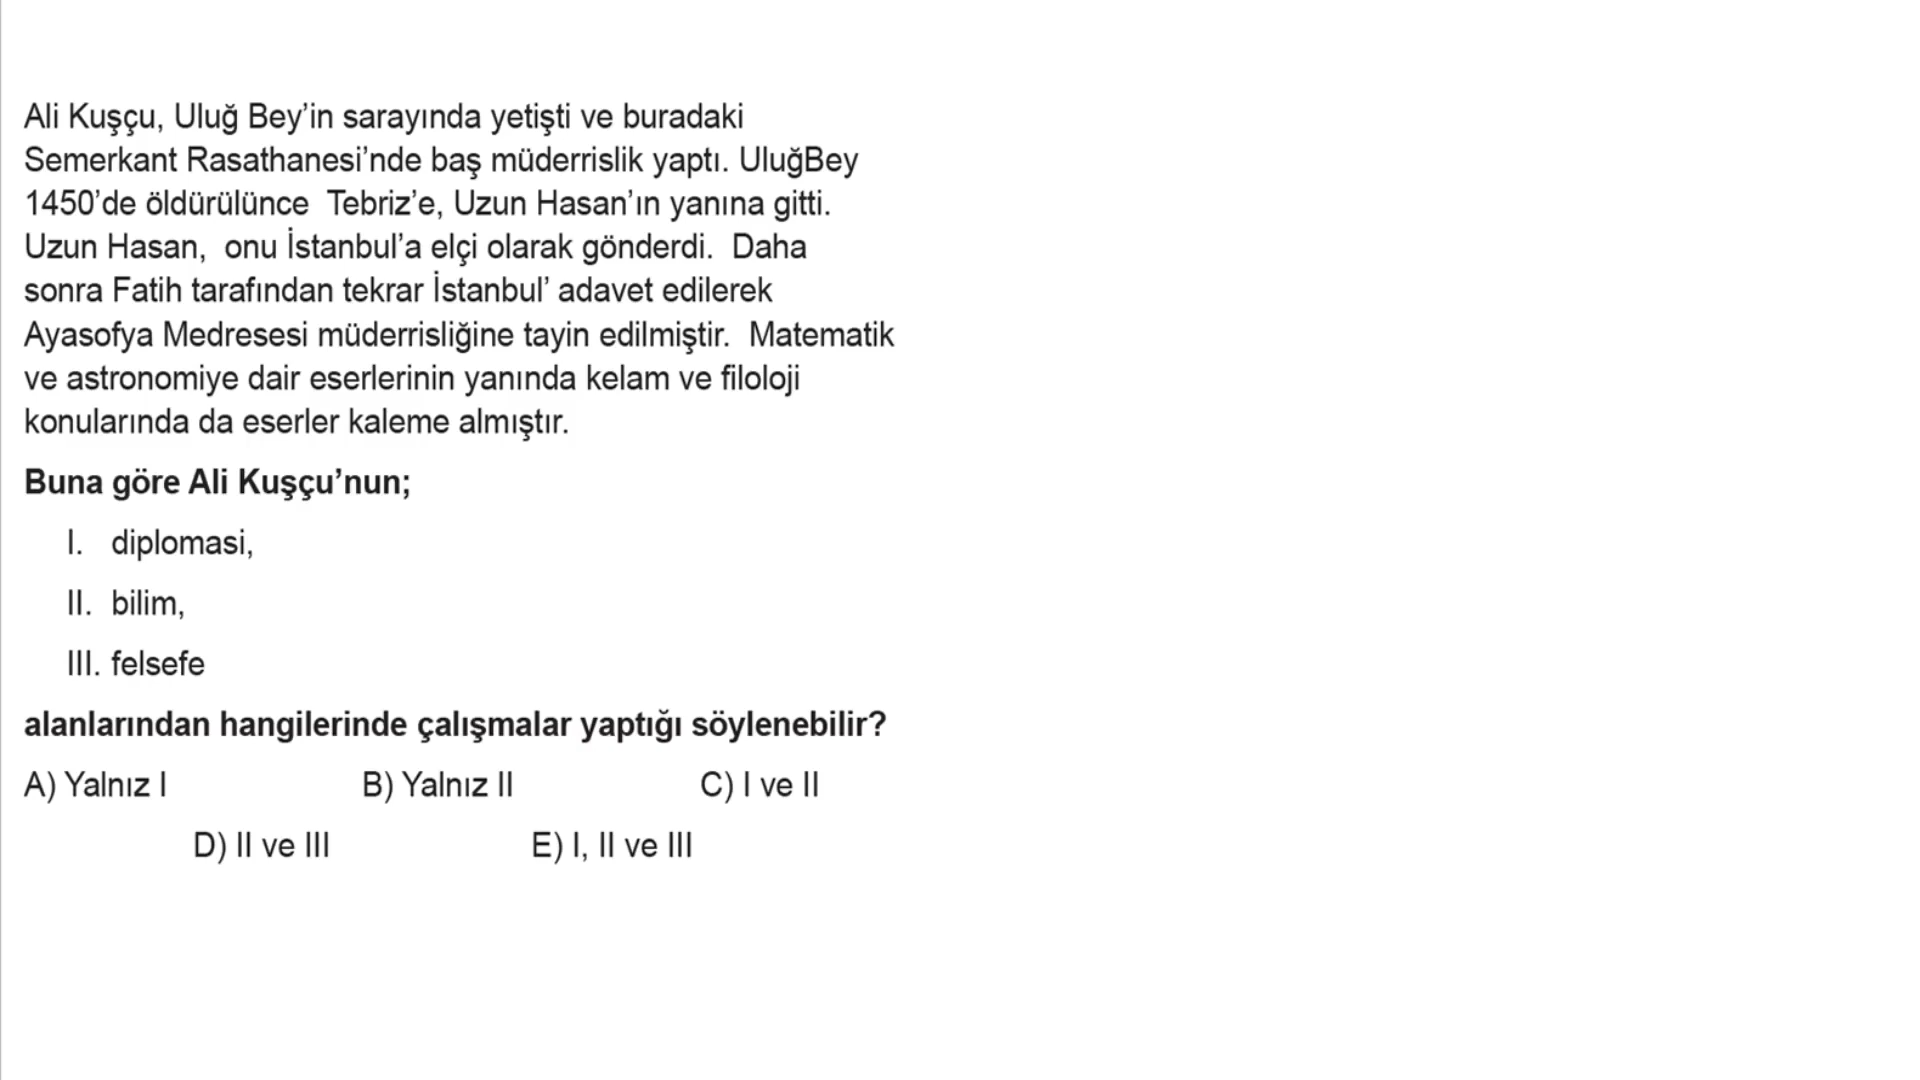 Ali Kuşçu, Uluğ Bey’in sarayında yetişti ve buradaki
Semerkant Rasathanesi’nde baş müderrislik yaptı. UluğBey
1450’de öldürülünce Tebriz’e, Uzun Hasan’ın yanına gitti.
Uzun Hasan, onu İstanbul’a elçi olarak gönderdi. Daha
sonra Fatih tarafından tekrar İstanbul’ adavet edilerek
Ayasofya Medresesi müderrisliğine tayin edilmiştir. Matematik
ve astronomiye dair eserlerinin yanında kelam ve filoloji
konularında da eserler kaleme almıştır.
Buna göre Ali Kuşçu’nun;
I. diplomasi,
II. bilim,
III. felsefe
alanlarından hangilerinde çalışmalar yaptığı söylenebilir?
A) Yalnız I B) Yalnız II C) I ve II
D) II ve III E) I, II ve III